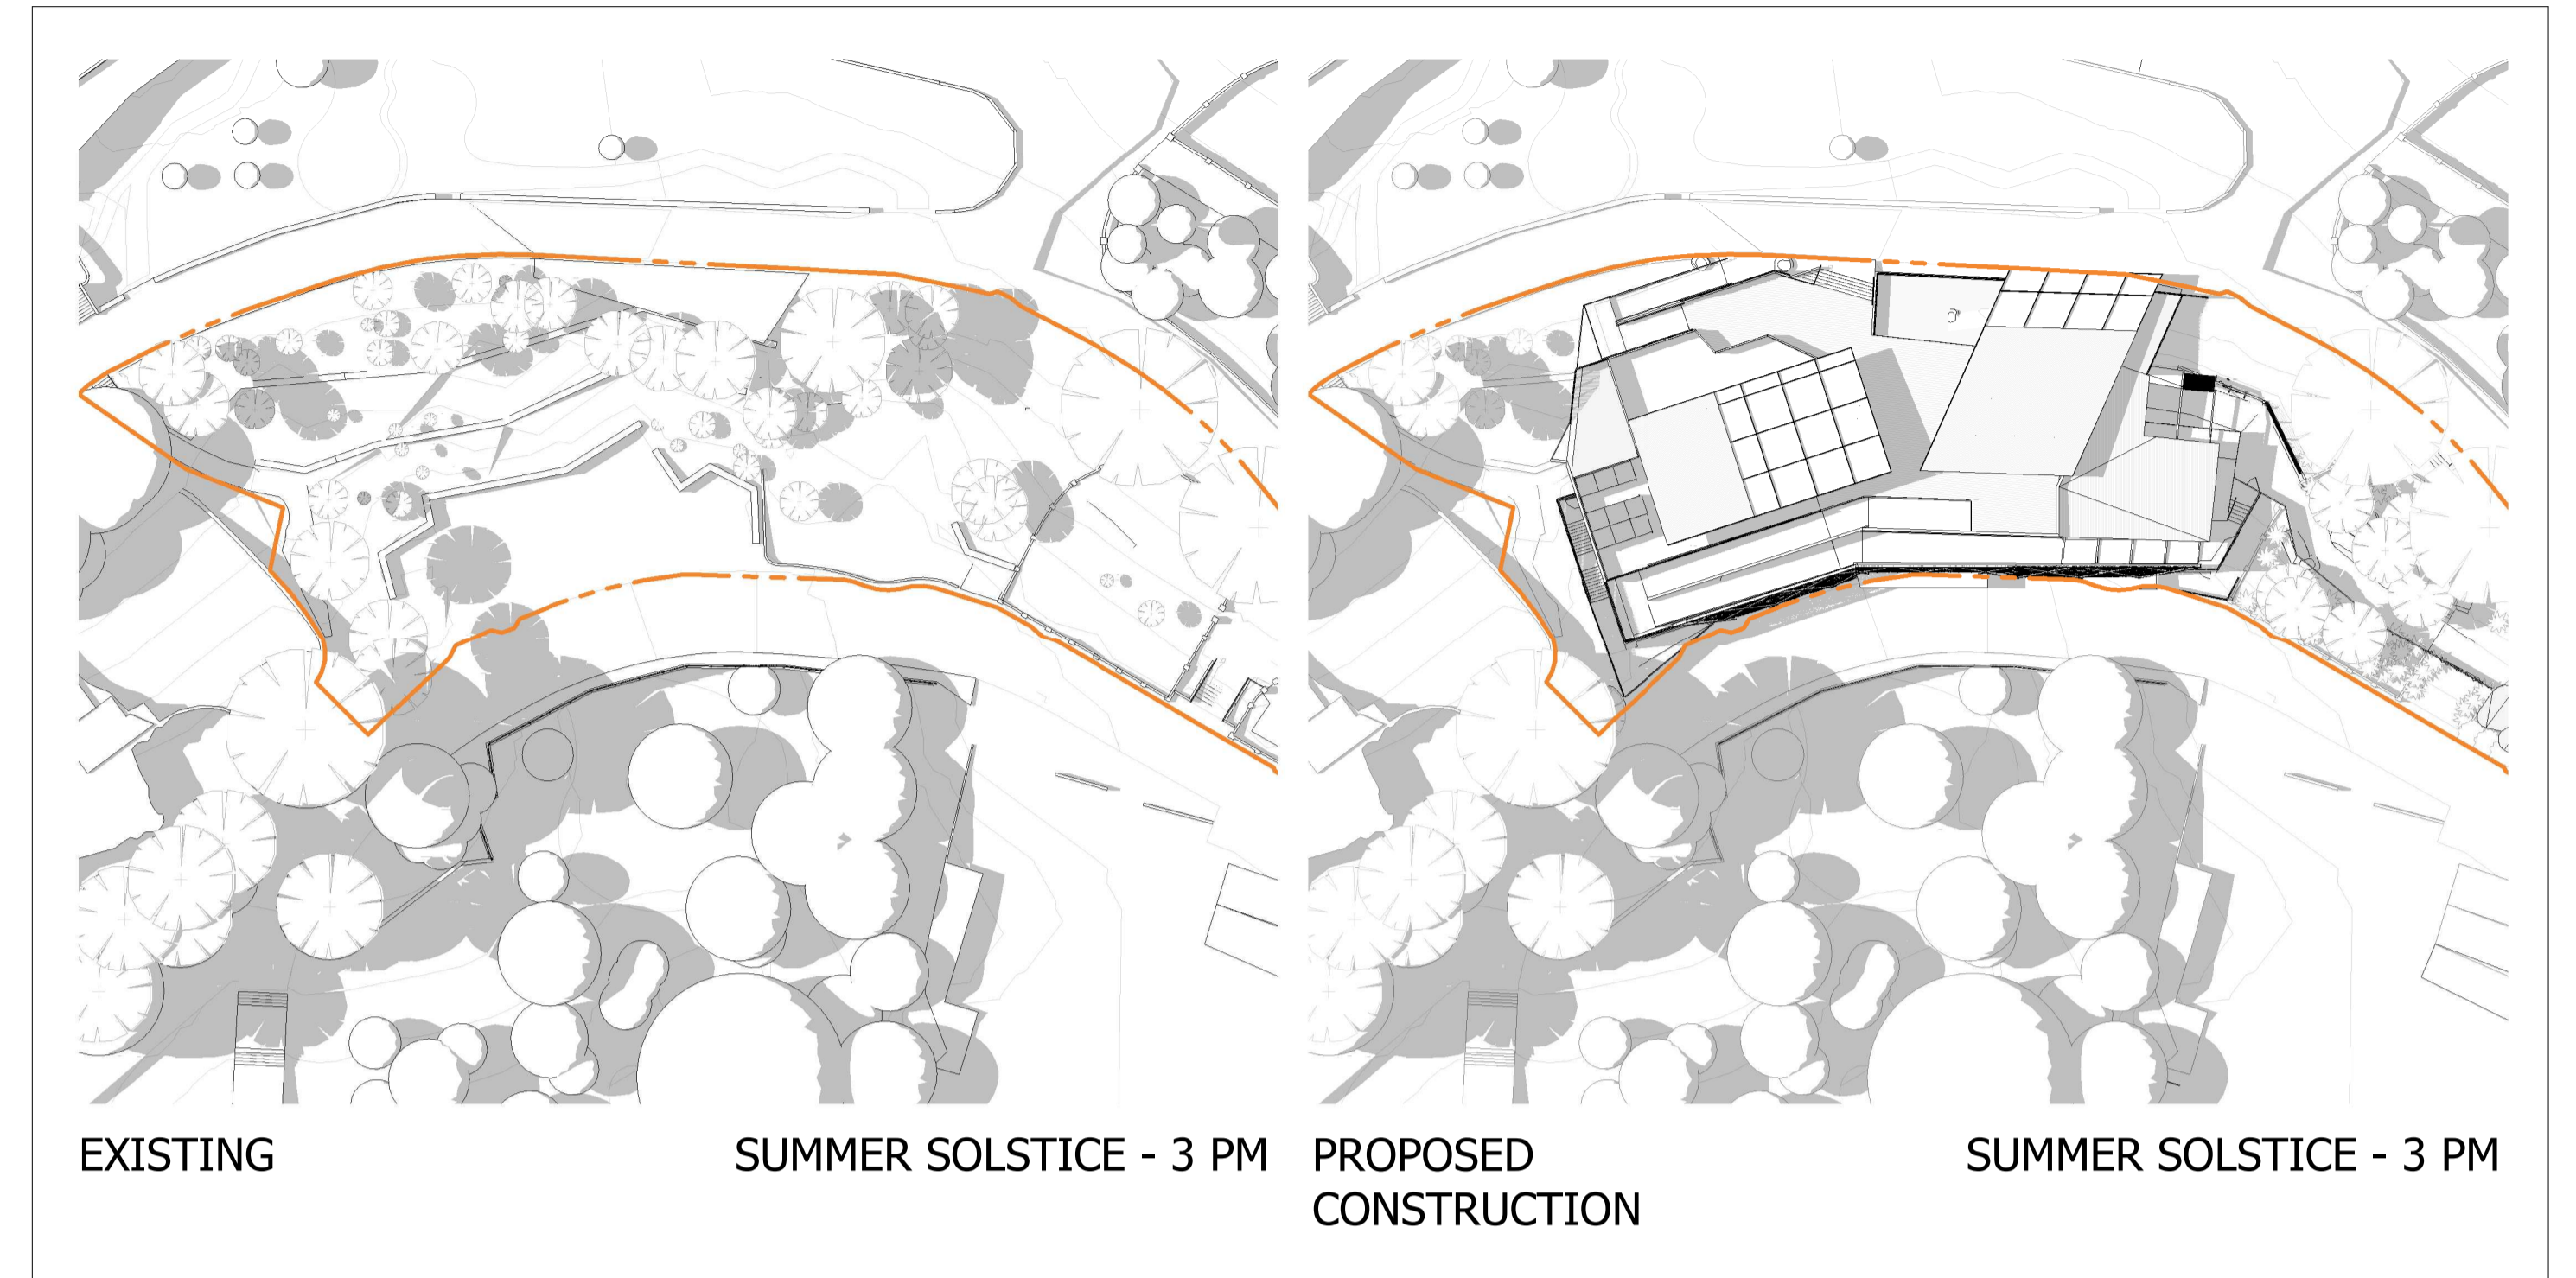 EXISTING
SUMMER SOLSTICE - 3 PM
PROPOSED
CONSTRUCTION
SUMMER SOLSTICE - 3 PM